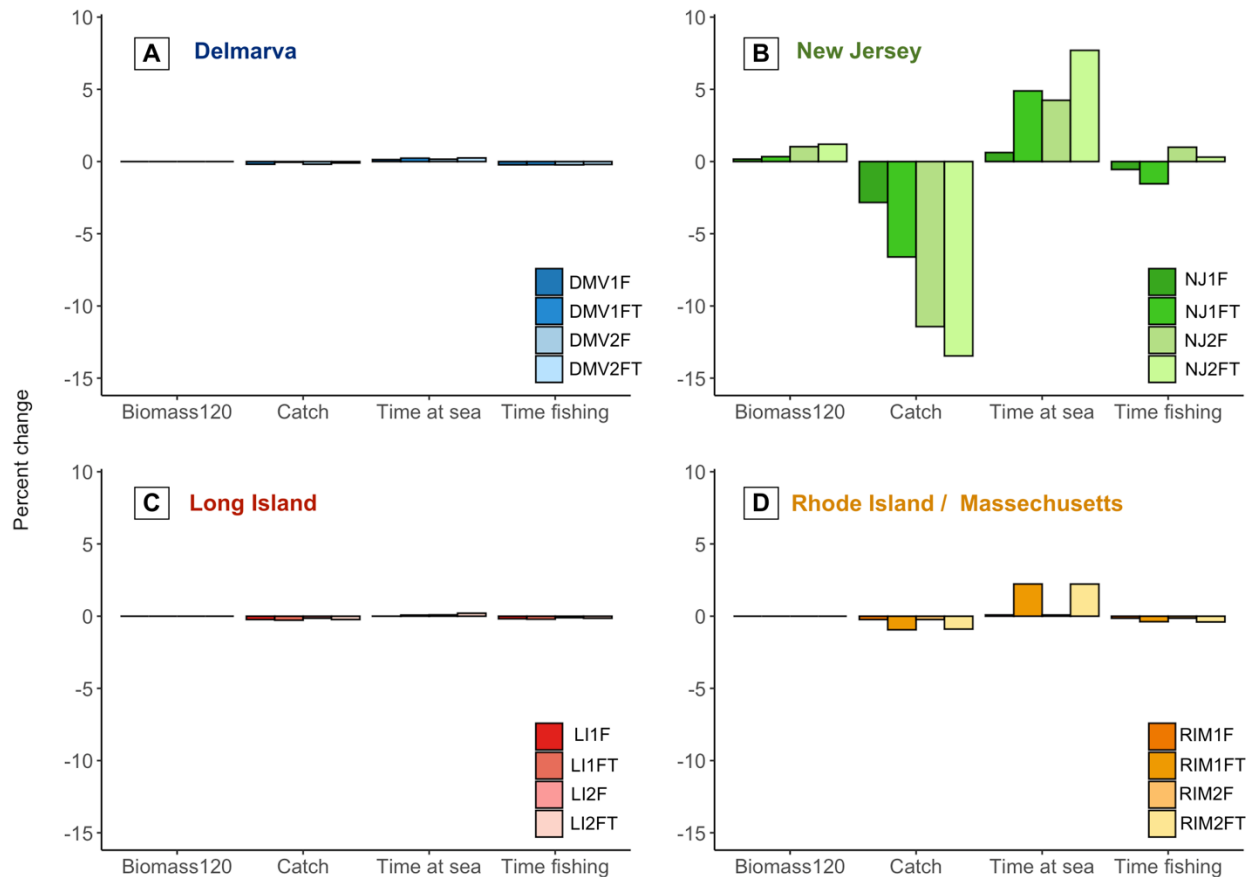 A Delmarva
10
5
0
-5
-10
-15
DMV1F
DMV1FT
DMV2F
DMV2FT
Biomass120 Catch Time at sea Time fishing
B New Jersey
10
5
0
-5
-10
-15
NJ1F
NJ1FT
NJ2F
NJ2FT
Biomass120 Catch Time at sea Time fishing
Percent change
C Long Island
10
5
0
-5
-10
-15
LI1F
LI1FT
LI2F
LI2FT
Biomass120 Catch Time at sea Time fishing
D Rhode Island / Massechusetts
10
5
0
-5
-10
-15
RIM1F
RIM1FT
RIM2F
RIM2FT
Biomass120 Catch Time at sea Time fishing